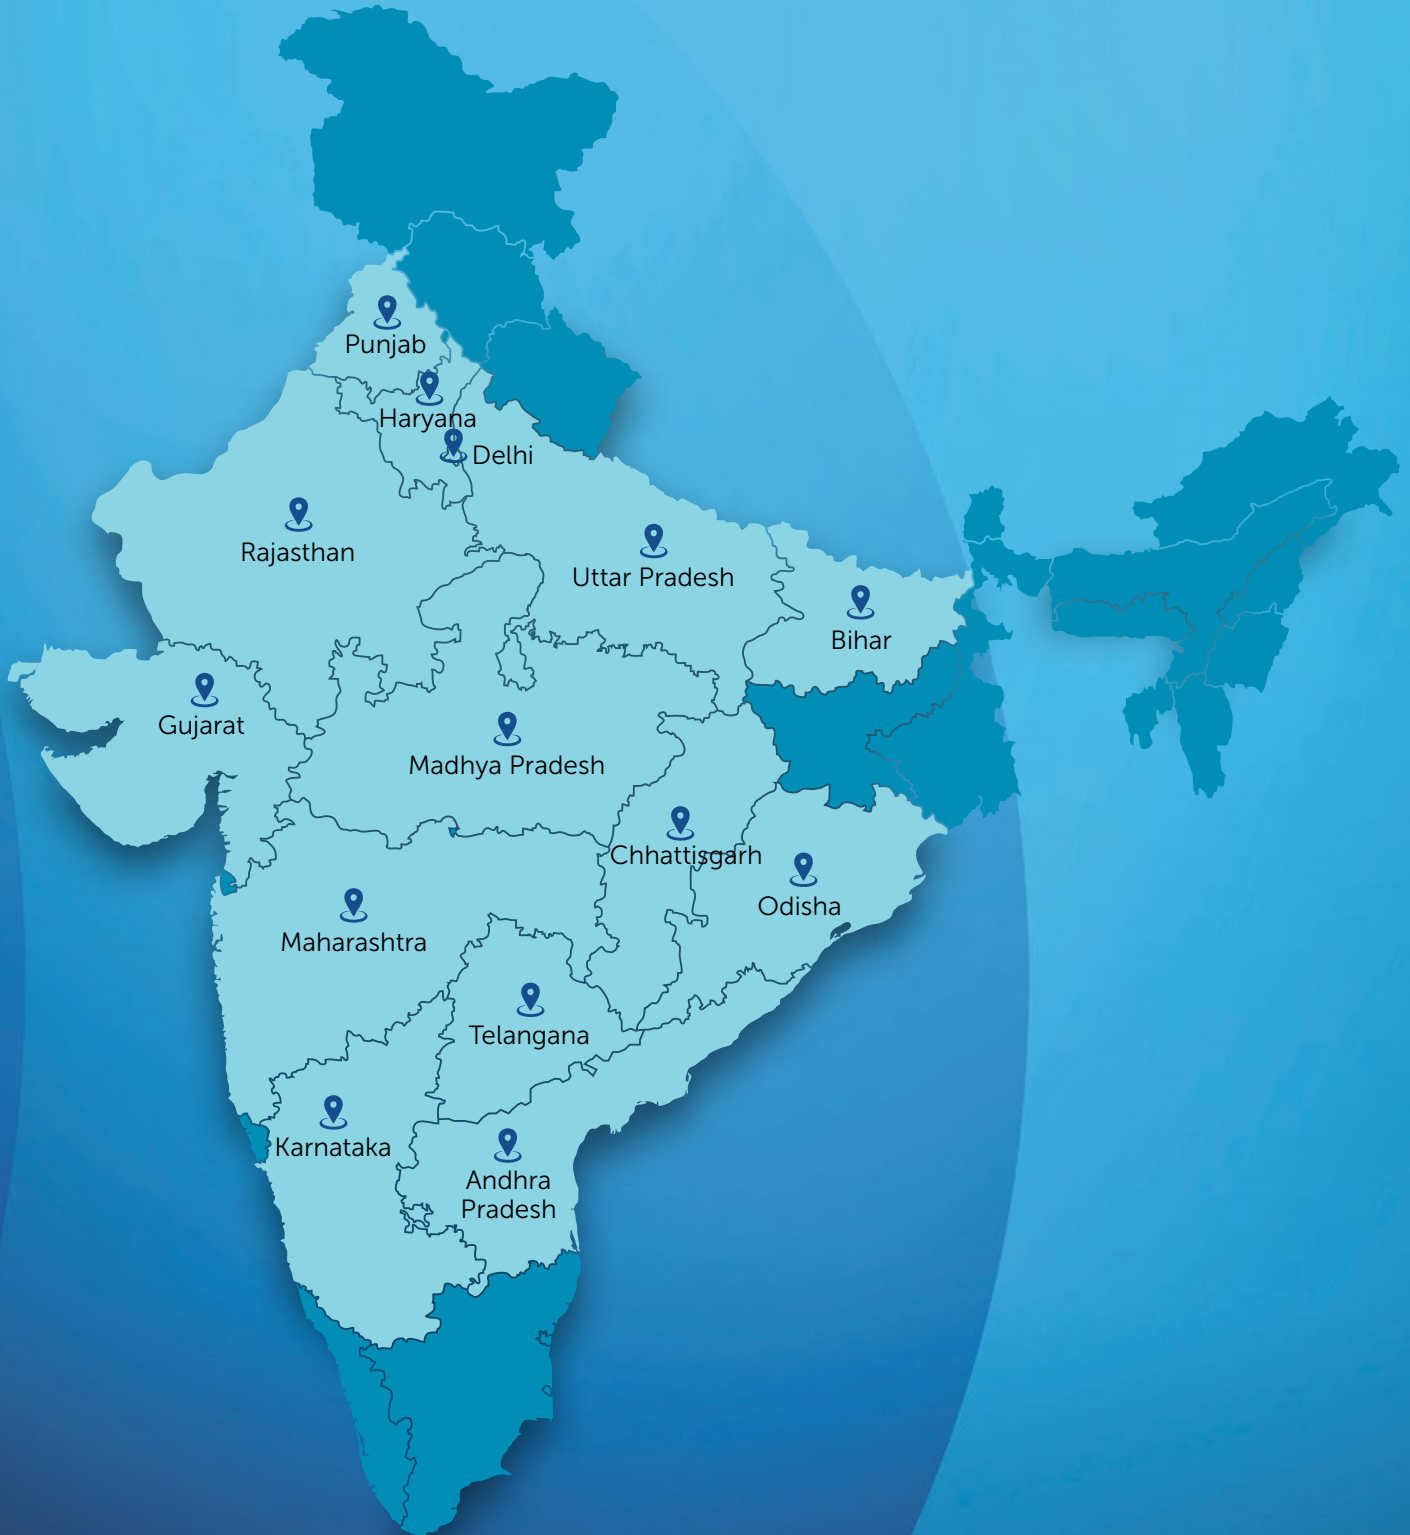 Punjab
Haryana
Delhi
Rajasthan
Uttar Pradesh
Bihar
Gujarat
Madhya Pradesh
Chhattisgarh
Odisha
Maharashtra
Telangana
Karnataka
Andhra
Pradesh